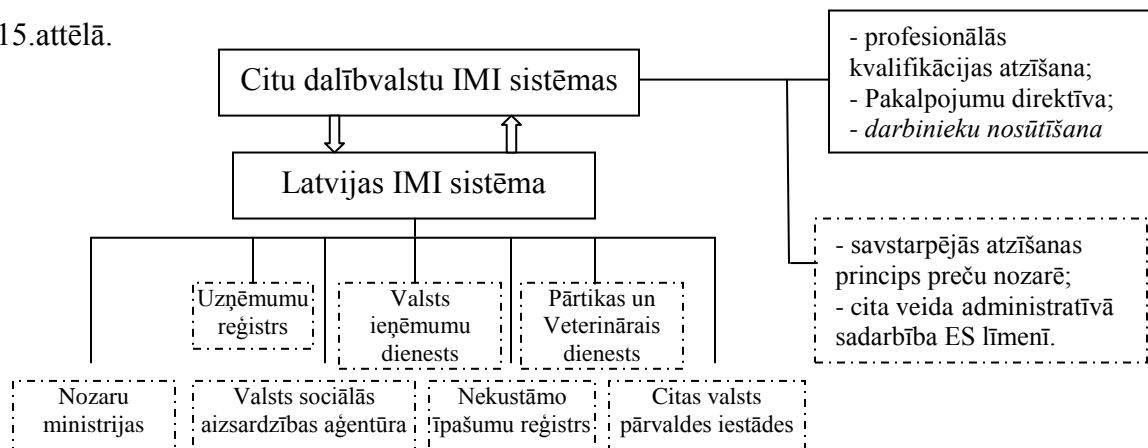 15.attēlā.
Citu dalībvalstu IMI sistēmas
- profesionālās
kvalifikācijas atzīšana;
- Pakalpojumu direktīva;
- darbinieku nosūtīšana
Latvijas IMI sistēma
- savstarpējās atzīšanas
princips preču nozarē;
- cita veida administratīvā
sadarbība ES līmenī.
Uzņēmumu
reģistrs
Valsts
ieņēmumu
dienests
Pārtikas un
Veterinārais
dienests
Nozaru
ministrijas
Valsts sociālās
aizsardzības aģentūra
Nekustāmo
īpašumu reģistrs
Citas valsts
pārvaldes iestādes